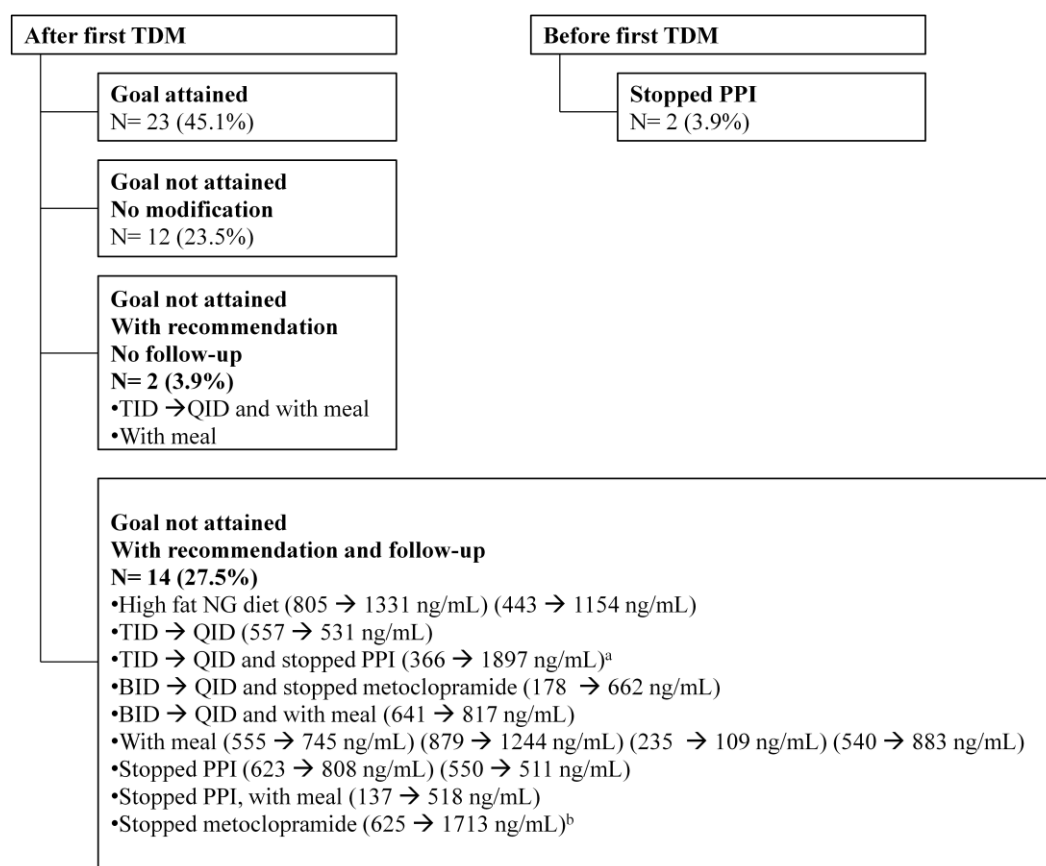 After first TDM
Before first TDM
Goal attained
N= 23 (45.1%)
Stopped PPI
N= 2 (3.9%)
Goal not attained
No modification
N= 12 (23.5%)
Goal not attained
With recommendation
No follow-up
N= 2 (3.9%)
•TID →QID and with meal
•With meal
Goal not attained
With recommendation and follow-up
N= 14 (27.5%)
•High fat NG diet (805 → 1331 ng/mL) (443 → 1154 ng/mL)
•TID → QID (557 → 531 ng/mL)
•TID → QID and stopped PPI (366 → 1897 ng/mL)ᵃ
•BID → QID and stopped metoclopramide (178 → 662 ng/mL)
•BID → QID and with meal (641 → 817 ng/mL)
•With meal (555 → 745 ng/mL) (879 → 1244 ng/mL) (235 → 109 ng/mL) (540 → 883 ng/mL)
•Stopped PPI (623 → 808 ng/mL) (550 → 511 ng/mL)
•Stopped PPI, with meal (137 → 518 ng/mL)
•Stopped metoclopramide (625 → 1713 ng/mL)ᵇ